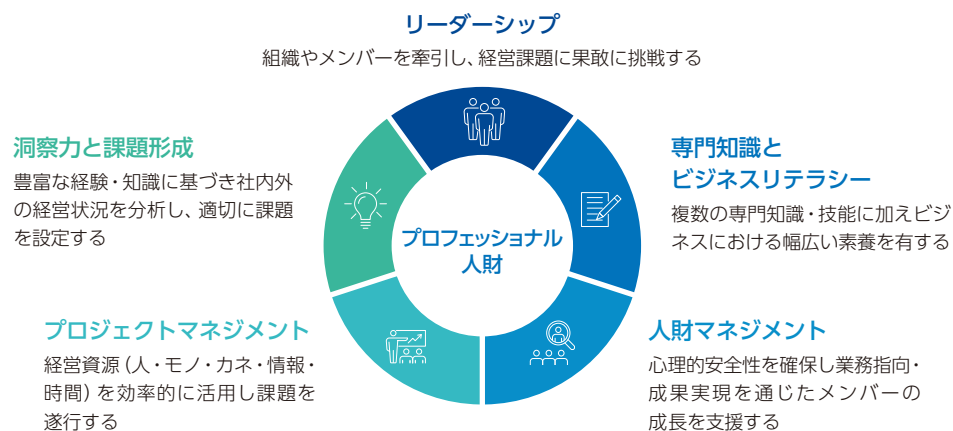 リーダーシップ
組織やメンバーを牽引し、経営課題に果敢に挑戦する
洞察力と課題形成
豊富な経験・知識に基づき社内外
の経営状況を分析し、適切に課題
を設定する
専門知識と
ビジネスリテラシー
複数の専門知識・技能に加えビジ
ネスにおける幅広い素養を有する
プロフェッショナル
人財
プロジェクトマネジメント
経営資源(人・モノ・カネ・情報・
時間)を効率的に活用し課題を
遂行する
人財マネジメント
心理的安全性を確保し業務指向・
成果実現を通じたメンバーの
成長を支援する